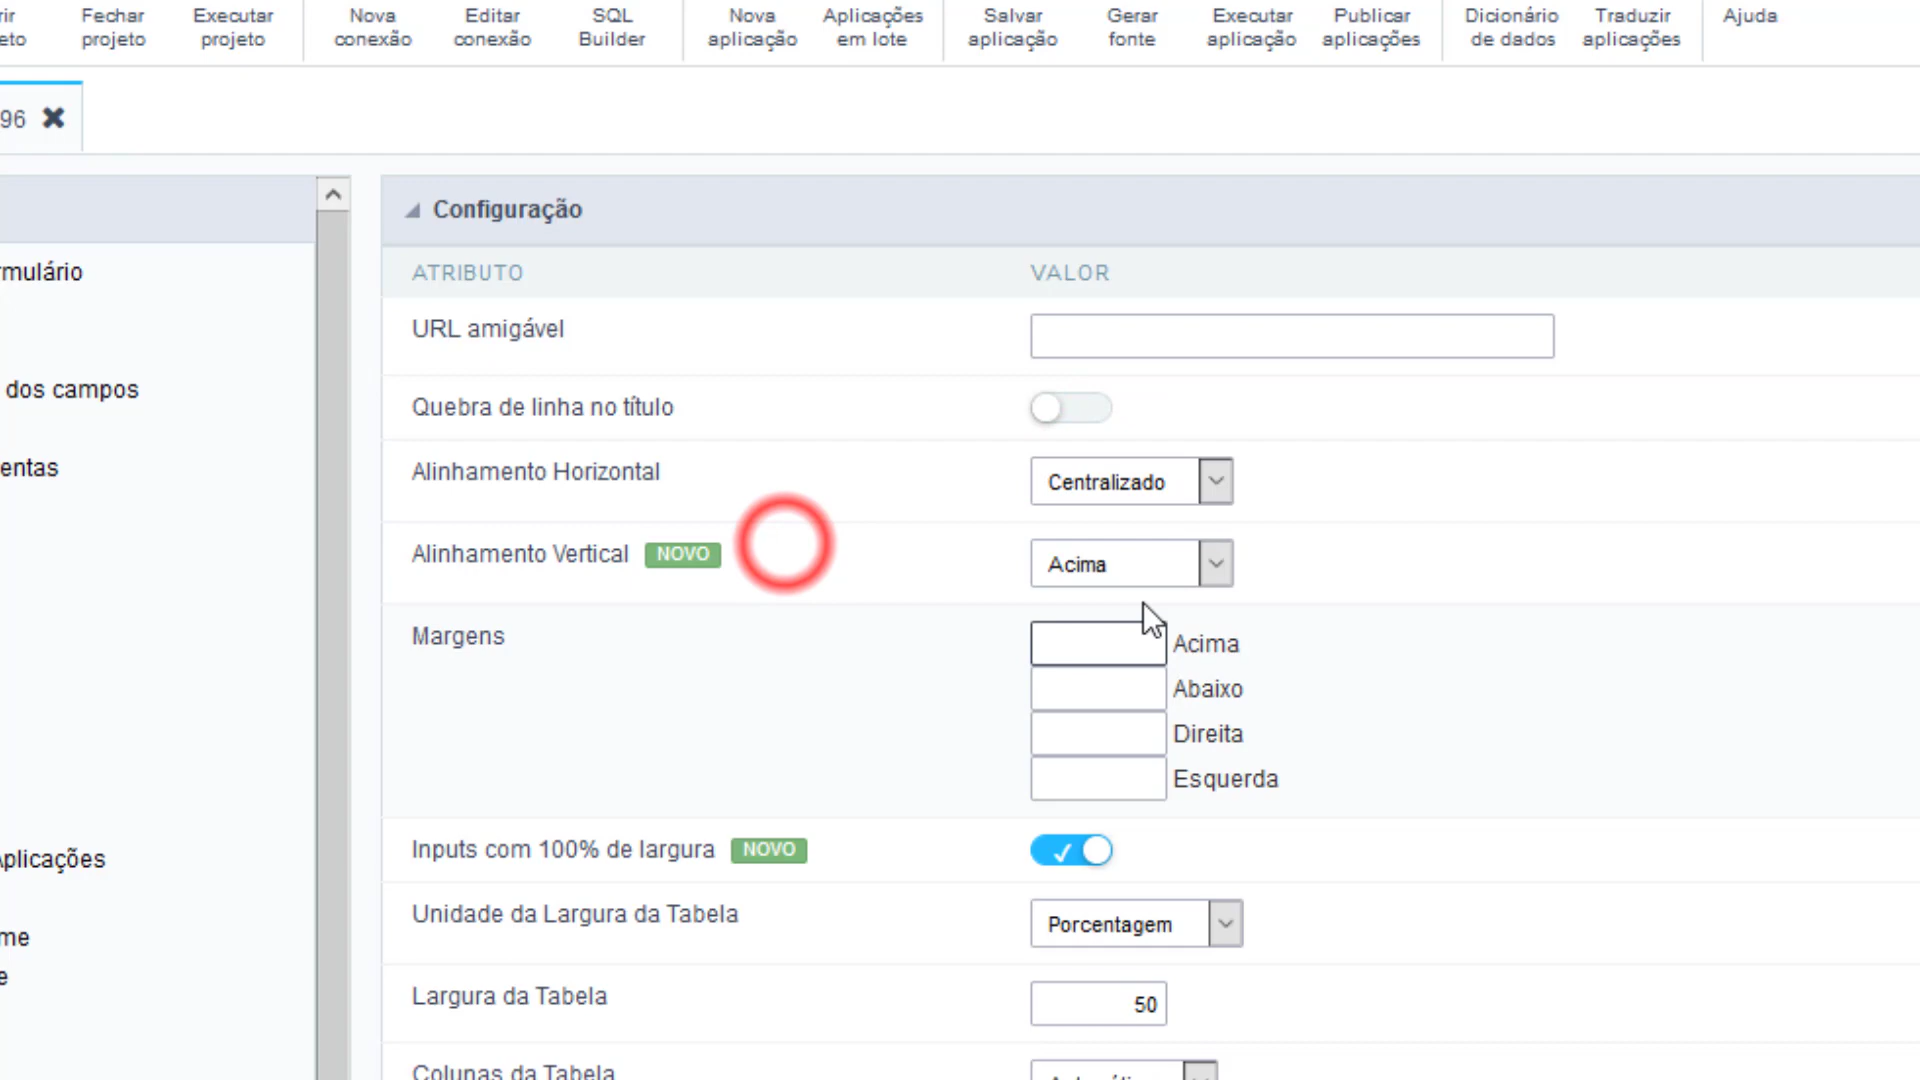 rir Fechar Executar Nova Editar SQL Nova Aplicações Salvar Gerar Executar Publicar Dicionário Traduzir Ajuda
eto projeto projeto conexão conexão Builder aplicação em lote aplicação fonte aplicação aplicações de dados aplicações
96
Configuração
rmulário
ATRIBUTO VALOR
URL amigável
dos campos
Quebra de linha no título
entas
Alinhamento Horizontal Centralizado
Alinhamento Vertical NOVO Acima
Margens Acima
Abaixo
Direita
Esquerda
Aplicações
Inputs com 100% de largura NOVO
me
Unidade da Largura da Tabela Porcentagem
e
Largura da Tabela 50
Colunas da Tabela